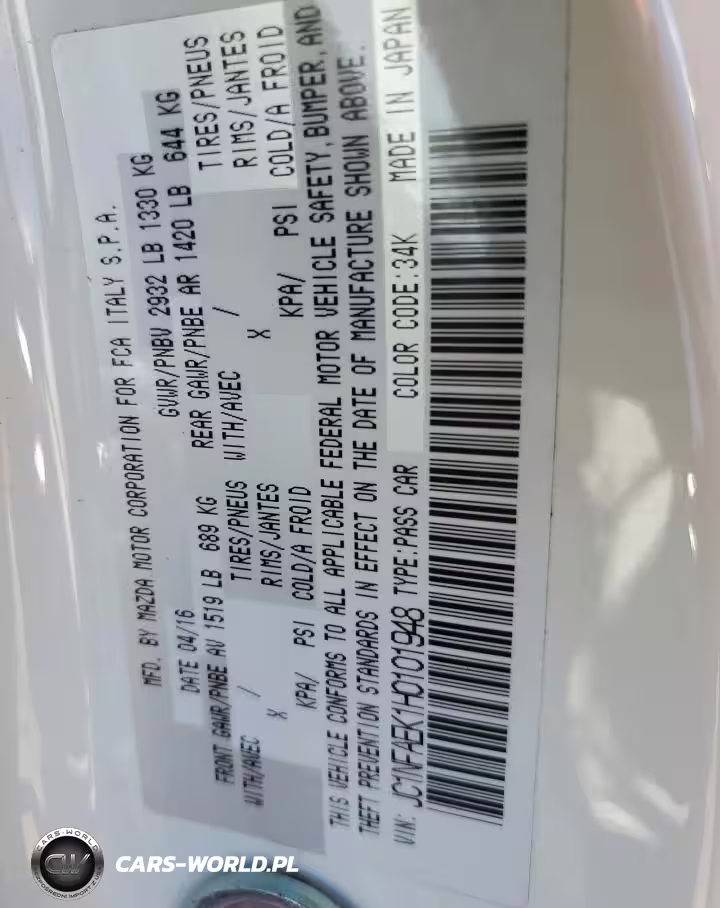 MFD. BY MAZDA MOTOR CORPORATION FOR FCA ITALY S.P.A.
DATE 04/16 GVWR/PNBV 2932 LB 1330 KG
FRONT GAWR/PNBE AV 1519 LB 689 KG REAR GAWR/PNBE AR 1420 LB 644 KG
WITH/AVEC / TIRES/PNEUS WITH/AVEC / TIRES/PNEUS
X RIMS/JANTES X RIMS/JANTES
KPA/ PSI COLD/A FROID KPA/ PSI COLD/A FROID
THIS VEHICLE CONFORMS TO ALL APPLICABLE FEDERAL MOTOR VEHICLE SAFETY, BUMPER, AND
THEFT PREVENTION STANDARDS IN EFFECT ON THE DATE OF MANUFACTURE SHOWN ABOVE.
VIN: JC1NFAEK1H0101948 TYPE:PASS CAR COLOR CODE:34K MADE IN JAPAN
CARS-WORLD
CW
CARS-WORLD.PL